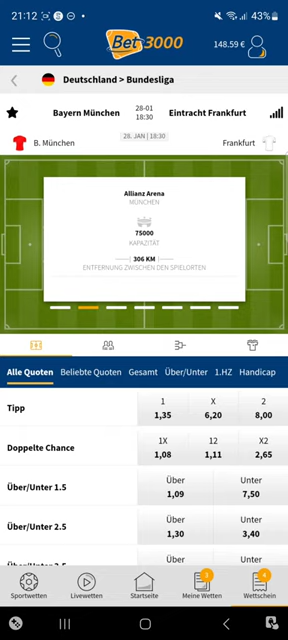 21:12 43%
Bet3000 148.59 €
Deutschland > Bundesliga
Bayern München 28-01 18:30 Eintracht Frankfurt
28. JAN | 18:30
B. München Frankfurt
Allianz Arena
MÜNCHEN
75000
KAPAZITÄT
306 KM
ENTFERNUNG ZWISCHEN DEN SPIELORTEN
Alle Quoten Beliebte Quoten Gesamt Über/Unter 1.HZ Handicap
1 X 2
Tipp 1,35 6,20 8,00
1X 12 X2
Doppelte Chance 1,08 1,11 2,65
Über Unter
Über/Unter 1.5 1,09 7,50
Über Unter
Über/Unter 2.5 1,30 3,40
Über Unter
3 4
Sportwetten Livewetten Startseite Meine Wetten Wettschein